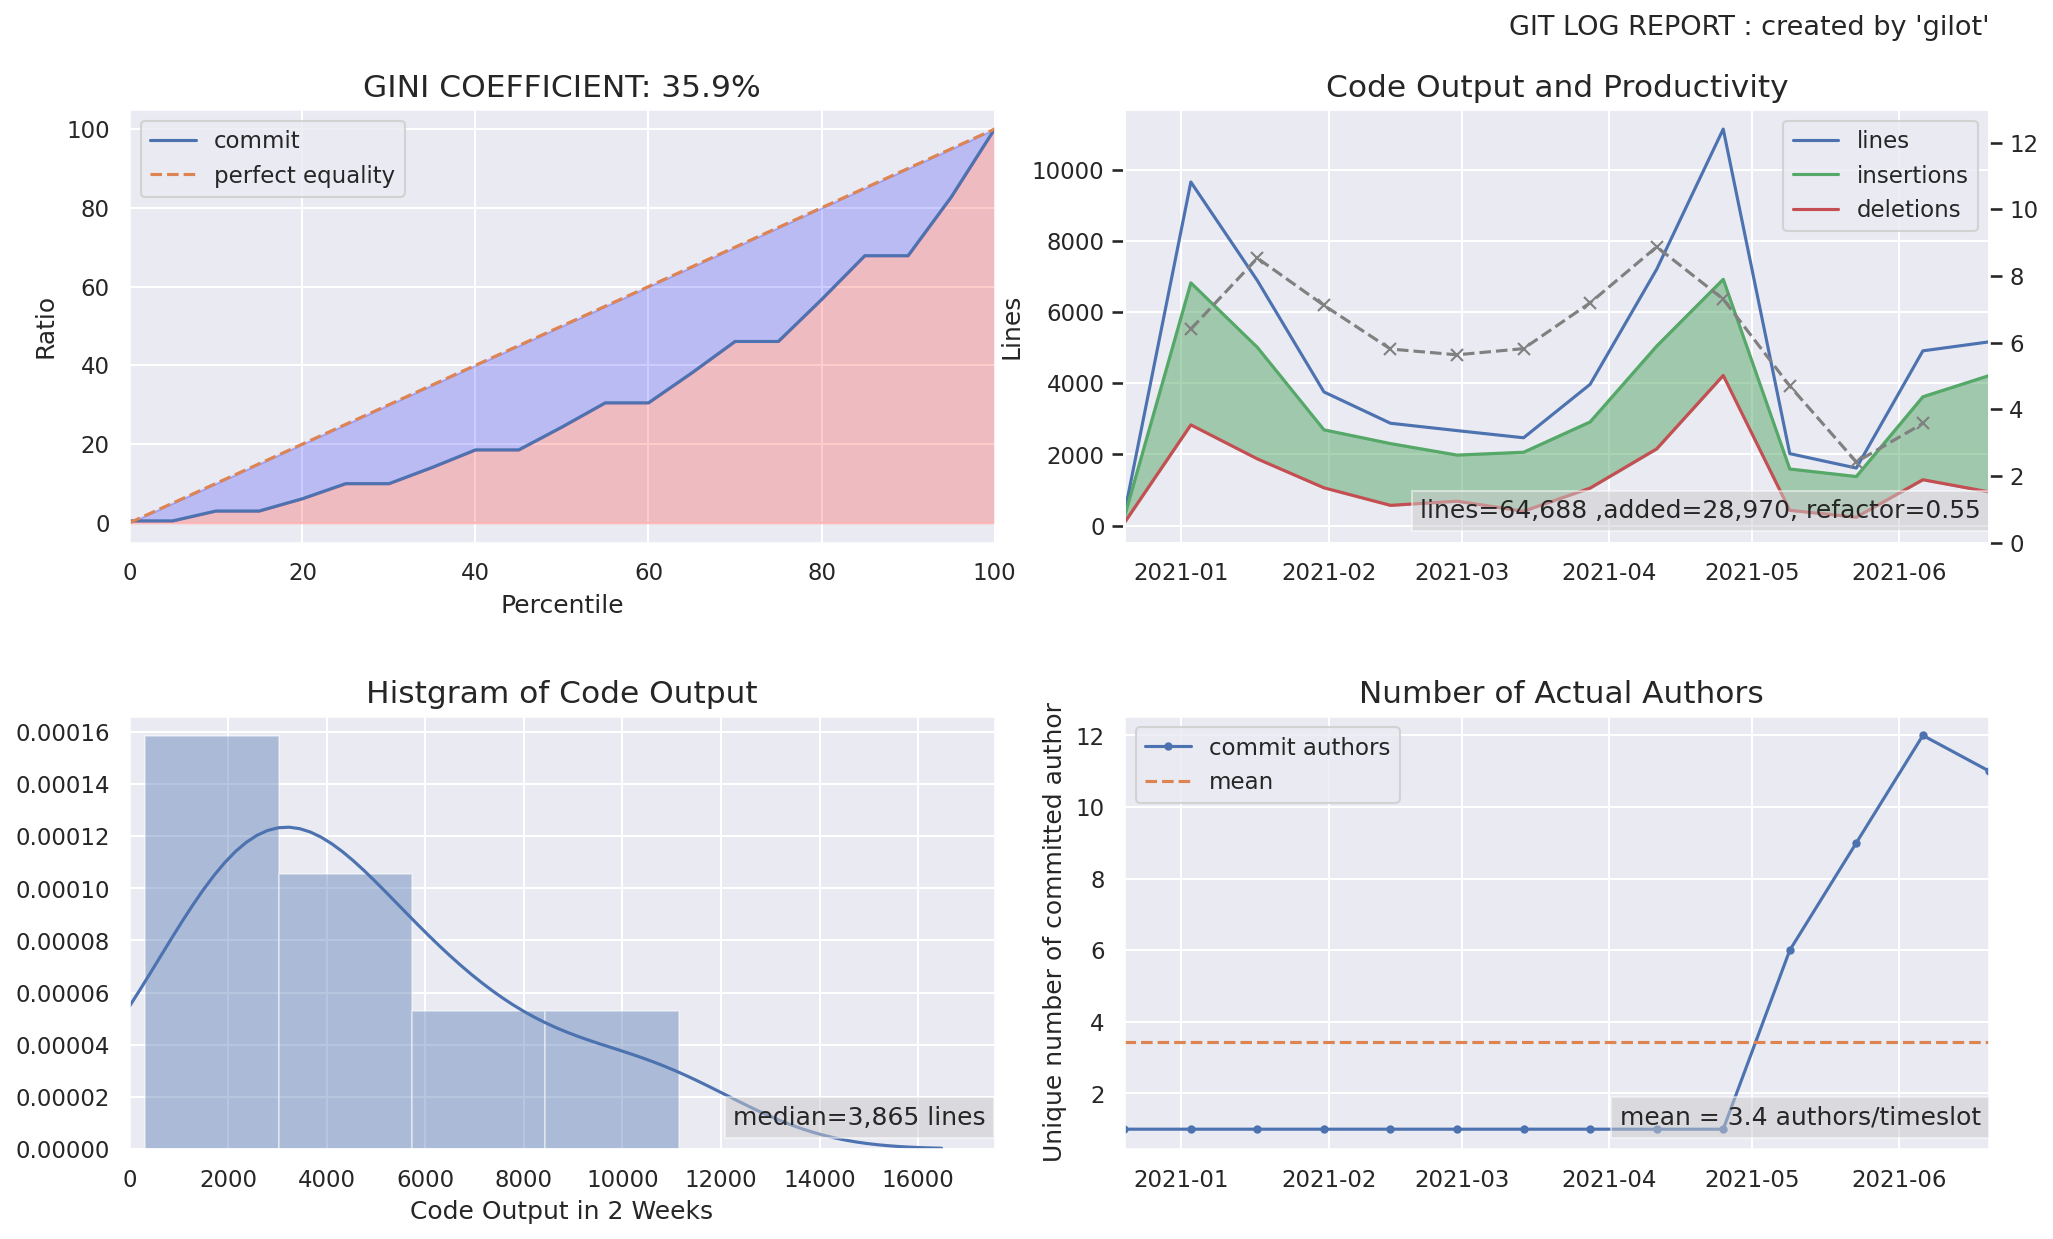 GIT LOG REPORT : created by 'gilot'
GINI COEFFICIENT: 35.9%
100
80
60
40
20
0
Ratio
commit
perfect equality
0 20 40 60 80 100
Percentile
Code Output and Productivity
10000
8000
6000
4000
2000
0
Lines
lines
insertions
deletions
12
10
8
6
4
2
0
lines=64,688 ,added=28,970, refactor=0.55
2021-01 2021-02 2021-03 2021-04 2021-05 2021-06
Histgram of Code Output
0.00016
0.00014
0.00012
0.00010
0.00008
0.00006
0.00004
0.00002
0.00000
median=3,865 lines
0 2000 4000 6000 8000 10000 12000 14000 16000
Code Output in 2 Weeks
Number of Actual Authors
Unique number of committed author
12
10
8
6
4
2
commit authors
mean
mean = 3.4 authors/timeslot
2021-01 2021-02 2021-03 2021-04 2021-05 2021-06